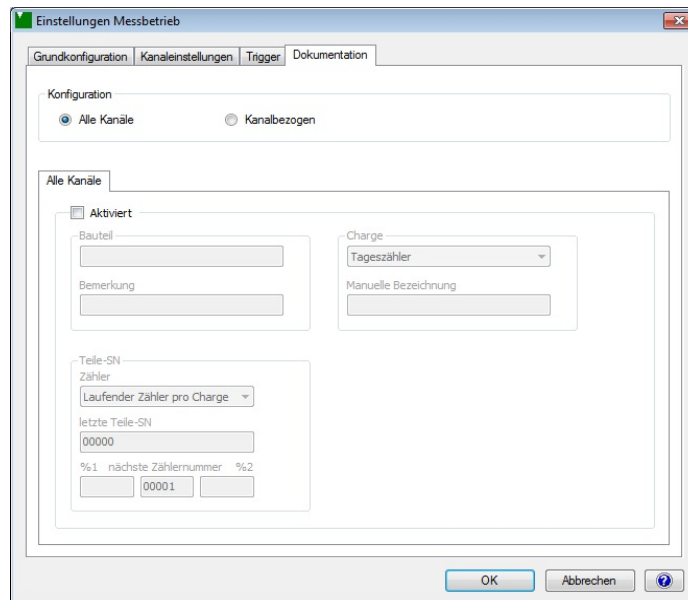 Einstellungen Messbetrieb
Grundkonfiguration Kanaleinstellungen Trigger Dokumentation
Konfiguration
Alle Kanäle Kanalbezogen
Alle Kanäle
Aktiviert
Bauteil
Bemerkung
Charge
Tageszähler
Manuelle Bezeichnung
Teile-SN
Zähler
Laufender Zähler pro Charge
letzte Teile-SN
00000
%1 nächste Zählernummer %2
00001
OK Abbrechen ?